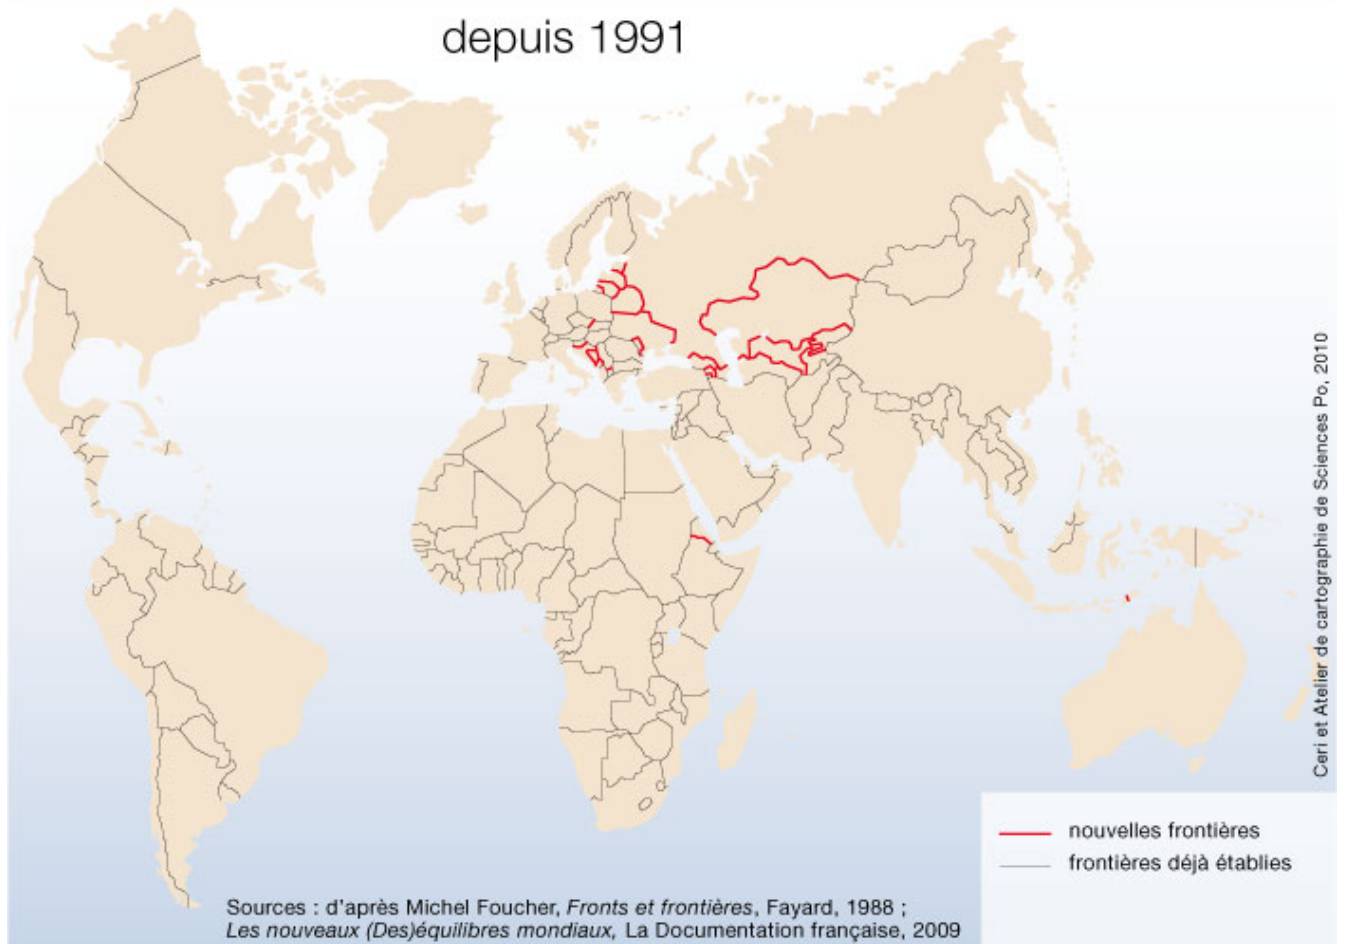 depuis 1991
Ceri et Atelier de cartographie de Sciences Po, 2010
nouvelles frontières
frontières déjà établies
Sources : d'après Michel Foucher, Fronts et frontières, Fayard, 1988 ;
Les nouveaux (Des)équilibres mondiaux, La Documentation française, 2009